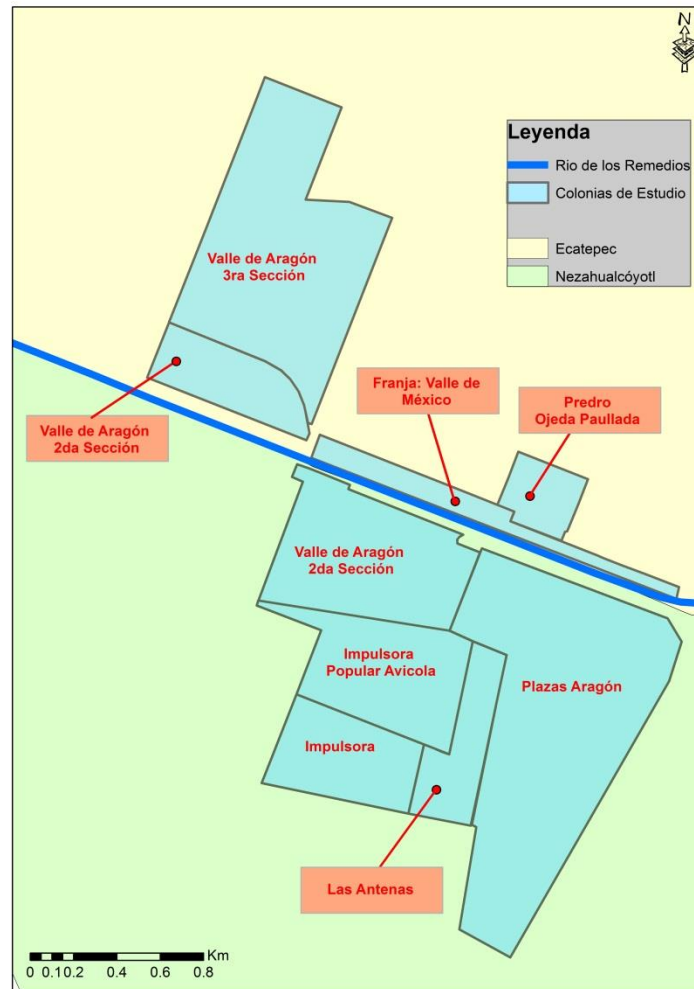 N
Leyenda
Rio de los Remedios
Colonias de Estudio
Ecatepec
Nezahualcóyotl
Valle de Aragón
3ra Sección
Valle de Aragón
2da Sección
Franja: Valle de
México
Predro
Ojeda Paullada
Valle de Aragón
2da Sección
Impulsora
Popular Avicola
Plazas Aragón
Impulsora
Las Antenas
Km
0 0.10.2 0.4 0.6 0.8